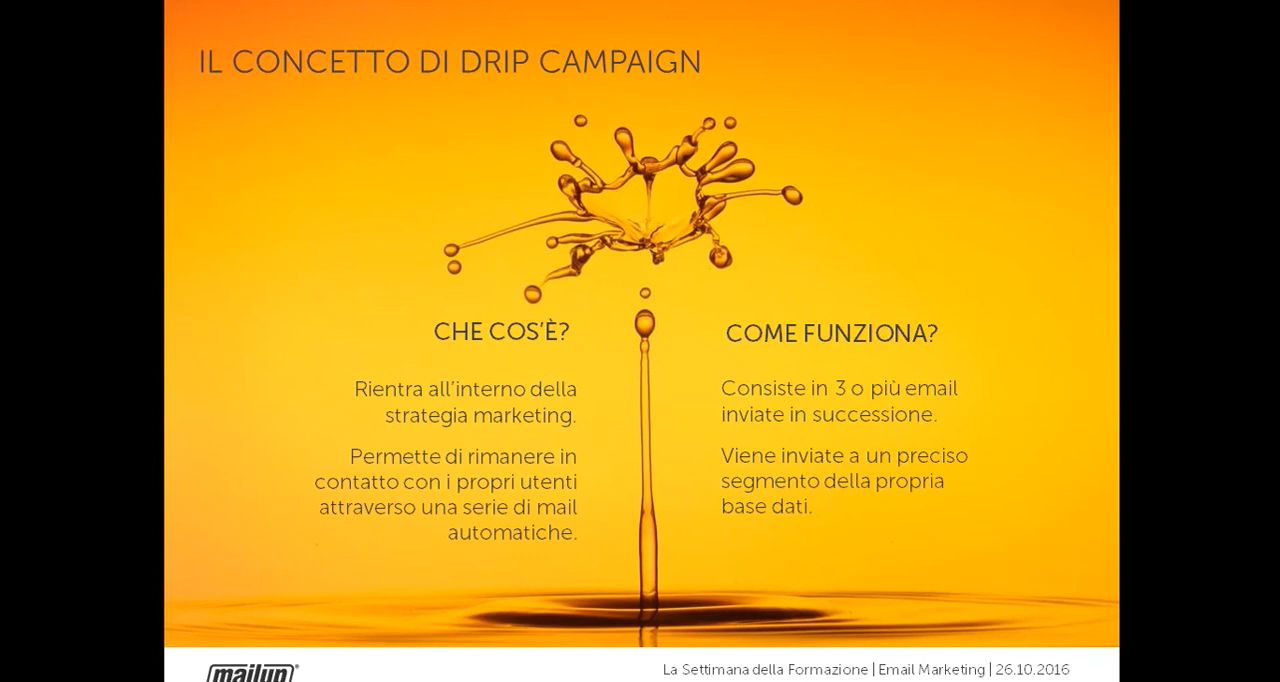 IL CONCETTO DI DRIP CAMPAIGN
CHE COS'È?
Rientra all'interno della
strategia marketing.
Permette di rimanere in
contatto con i propri utenti
attraverso una serie di mail
automatiche.
COME FUNZIONA?
Consiste in 3 o più email
inviate in successione.
Viene inviate a un preciso
segmento della propria
base dati.
mailup®
La Settimana della Formazione | Email Marketing | 26.10.2016